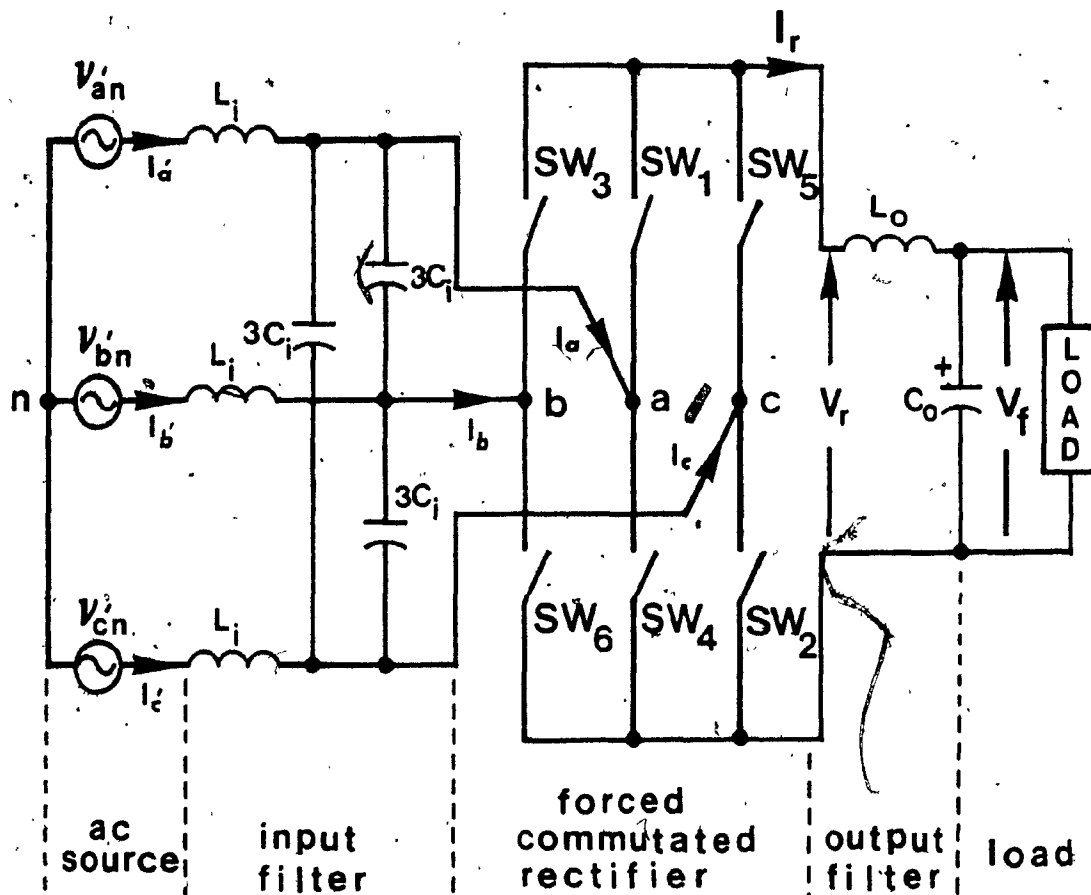 I_r
ν'_an
L_i
I'_a
SW_3
SW_1
SW_5
L_o
3C_i
I_a
3C_i
ν'_bn
L_i
n
I_b'
I_b
b
a
c
I_c
V_r
C_o
+
V_f
LOAD
3C_i
ν'_cn
L_i
I'_c
SW_6
SW_4
SW_2
ac source
input filter
forced commutated rectifier
output filter
load